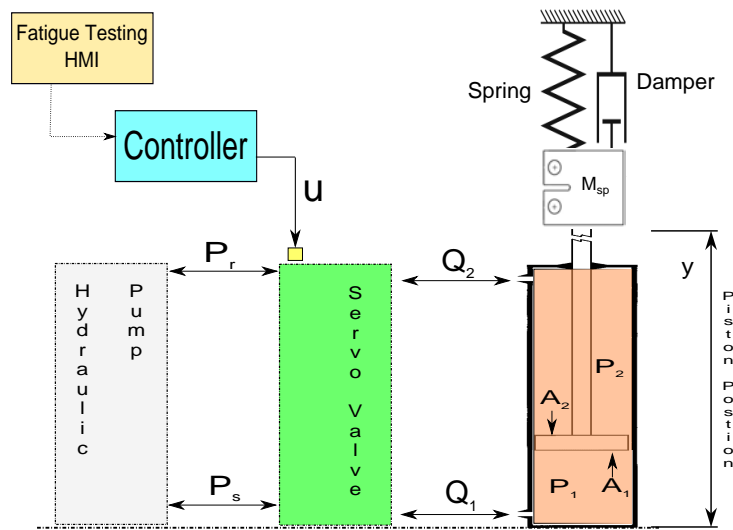 Fatigue Testing
HMI
Controller
u
Spring
Damper
M_sp
P_r
Q_2
y
Hydraulic
Pump
Servo Valve
P_2
A_2
P_s
Q_1
P_1
A_1
Piston Postion